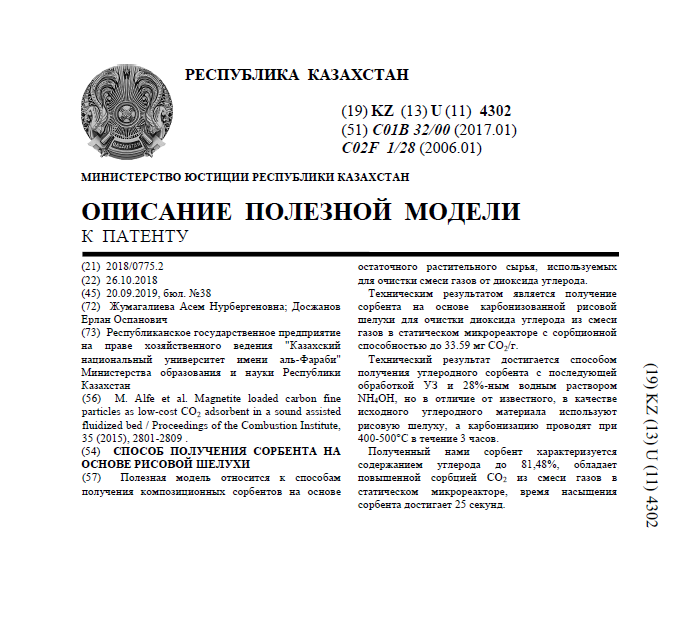 РЕСПУБЛИКА КАЗАХСТАН
(19) KZ (13) U (11) 4302
(51) C01B 32/00 (2017.01)
C02F 1/28 (2006.01)
ҚАЗАҚСТАН
МИНИСТЕРСТВО ЮСТИЦИИ РЕСПУБЛИКИ КАЗАХСТАН
ОПИСАНИЕ ПОЛЕЗНОЙ МОДЕЛИ
К ПАТЕНТУ
(21) 2018/0775.2
(22) 26.10.2018
(45) 20.09.2019, бюл. №38
(72) Жумагалиева Асем Нурбергеновна; Досжанов
Ерлан Оспанович
(73) Республиканское государственное предприятие
на праве хозяйственного ведения "Казахский
национальный университет имени аль-Фараби"
Министерства образования и науки Республики
Казахстан
(56) M. Alfe et al. Magnetite loaded carbon fine
particles as low-cost CO₂ adsorbent in a sound assisted
fluidized bed / Proceedings of the Combustion Institute,
35 (2015), 2801-2809 .
(54) СПОСОБ ПОЛУЧЕНИЯ СОРБЕНТА НА
ОСНОВЕ РИСОВОЙ ШЕЛУХИ
(57) Полезная модель относится к способам
получения композиционных сорбентов на основе
остаточного растительного сырья, используемых
для очистки смеси газов от диоксида углерода.
Техническим результатом является получение
сорбента на основе карбонизованной рисовой
шелухи для очистки диоксида углерода из смеси
газов в статическом микрореакторе с сорбционной
способностью до 33.59 мг CO₂/г.
Технический результат достигается способом
получения углеродного сорбента с последующей
обработкой УЗ и 28%-ным водным раствором
NH₄OH, но в отличие от известного, в качестве
исходного углеродного материала используют
рисовую шелуху, а карбонизацию проводят при
400-500°C в течение 3 часов.
Полученный нами сорбент характеризуется
содержанием углерода до 81,48%, обладает
повышенной сорбцией CO₂ из смеси газов в
статическом микрореакторе, время насыщения
сорбента достигает 25 секунд.
(19) KZ (13) U (11) 4302